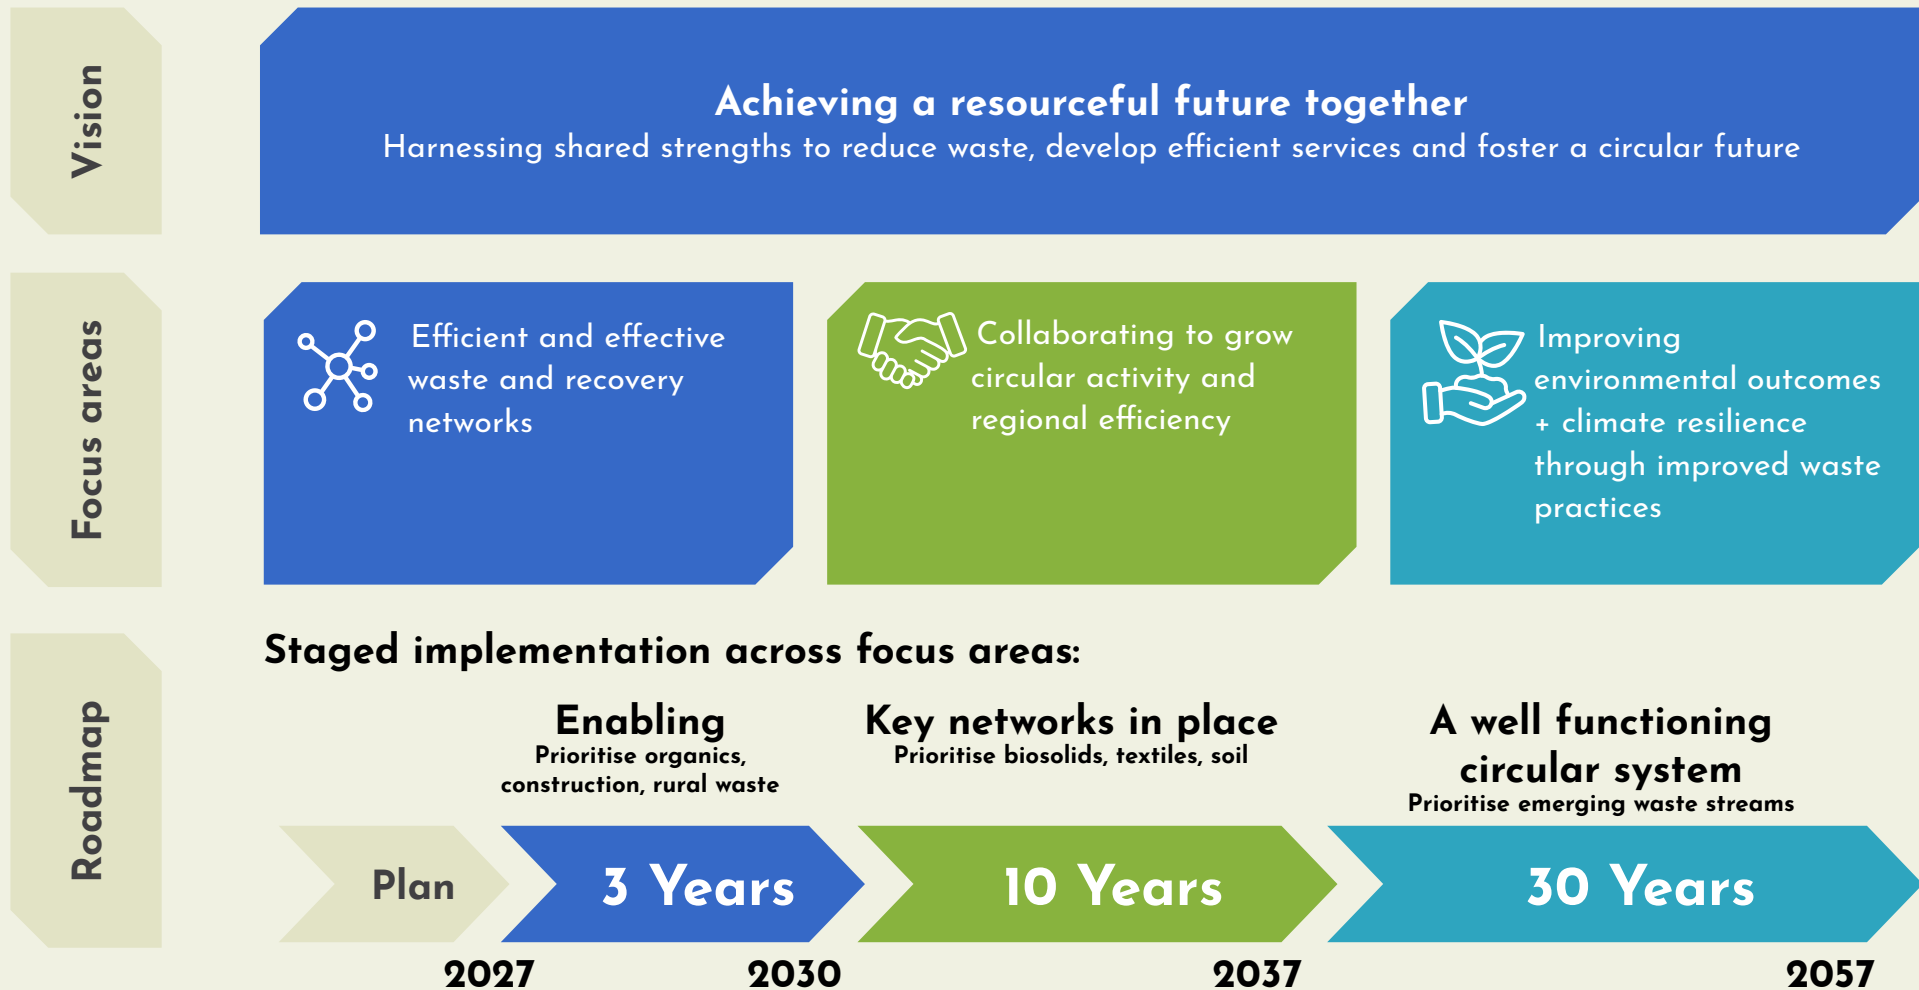 Vision
Achieving a resourceful future together
Harnessing shared strengths to reduce waste, develop efficient services and foster a circular future
Focus areas
Efficient and effective
waste and recovery
networks
Collaborating to grow
circular activity and
regional efficiency
Improving
environmental outcomes
+ climate resilience
through improved waste
practices
Roadmap
Staged implementation across focus areas:
Enabling
Prioritise organics,
construction, rural waste
Key networks in place
Prioritise biosolids, textiles, soil
A well functioning
circular system
Prioritise emerging waste streams
Plan
3 Years
10 Years
30 Years
2027
2030
2037
2057